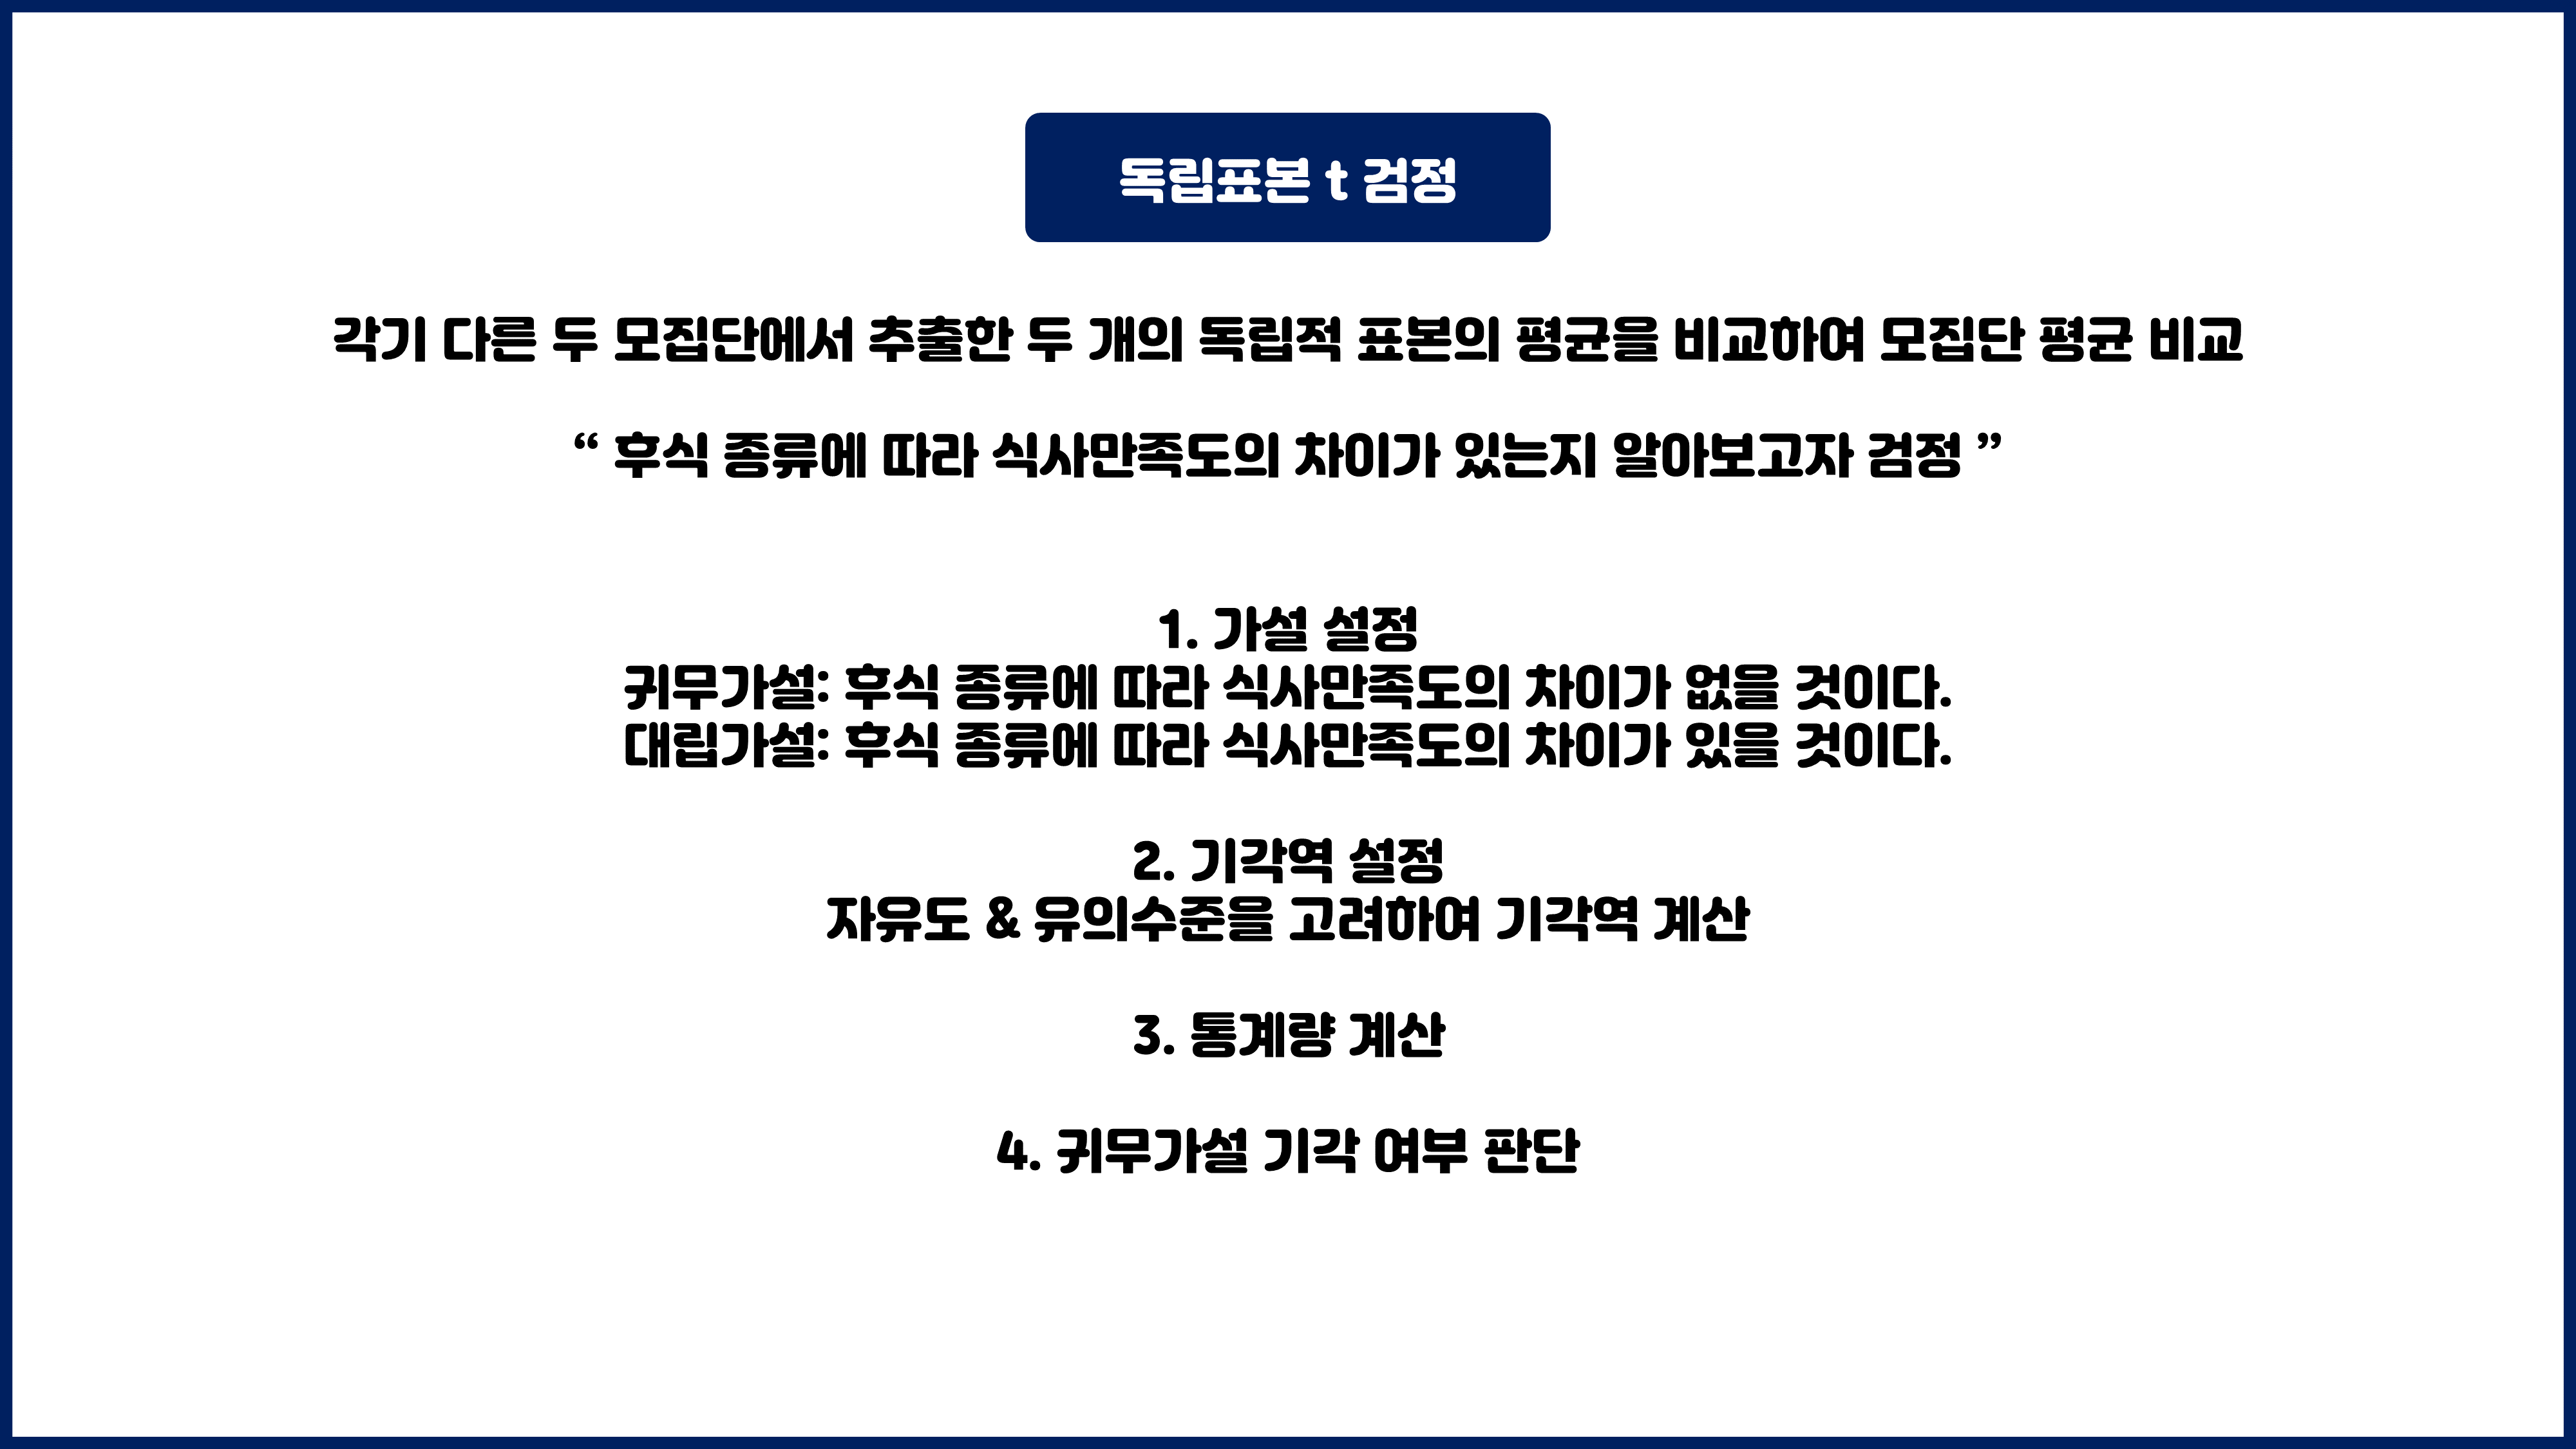 독립표본 t 검정
각기 다른 두 모집단에서 추출한 두 개의 독립적 표본의 평균을 비교하여 모집단 평균 비교
“ 후식 종류에 따라 식사만족도의 차이가 있는지 알아보고자 검정 ”
1. 가설 설정
귀무가설: 후식 종류에 따라 식사만족도의 차이가 없을 것이다.
대립가설: 후식 종류에 따라 식사만족도의 차이가 있을 것이다.
2. 기각역 설정
자유도 & 유의수준을 고려하여 기각역 계산
3. 통계량 계산
4. 귀무가설 기각 여부 판단